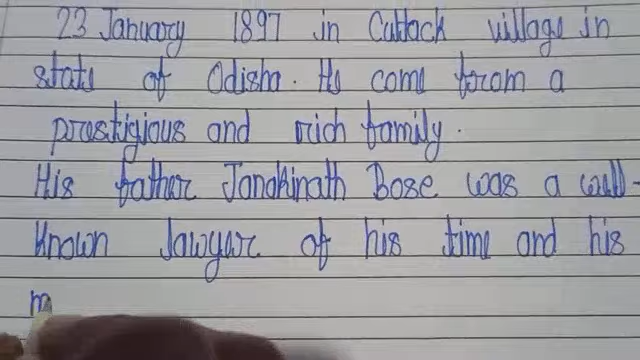 23 January 1897 in Cuttack village in
state of Odisha. He come from a
prestigious and rich family.
His father Janakinath Bose was a well-
known lawyer of his time and his
m